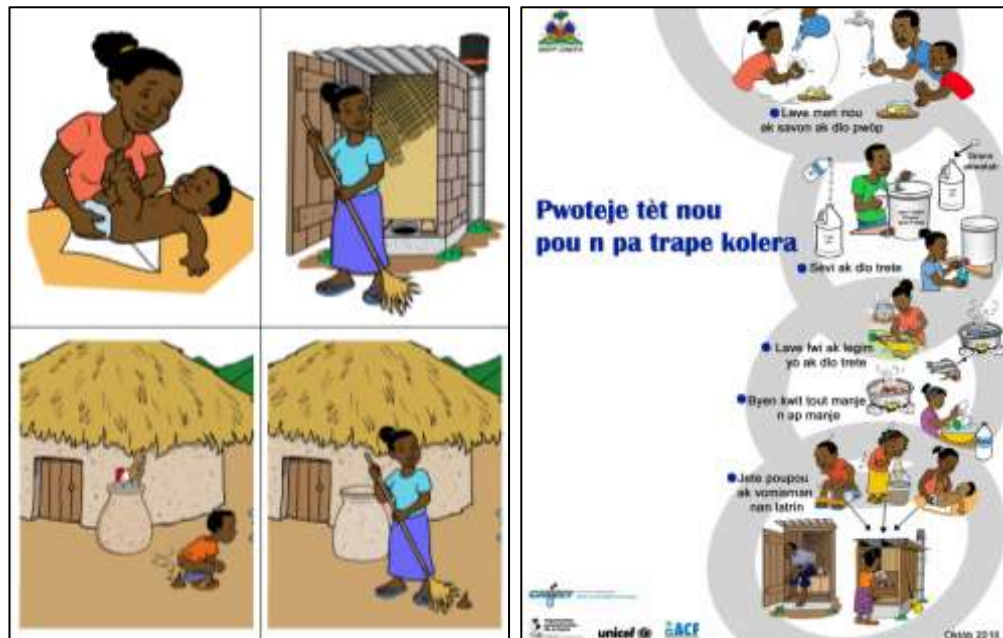 Pwoteje tèt nou
pou n pa trape kolera
Lave men nou
ak savon ak dlo pwòp
Sèvi ak dlo trete
Lave fwi ak legim
yo ak dlo trete
Byen kwit tout manje
n ap manje
Jete poupou
ak vomisman
nan latrin
unicef
ACF